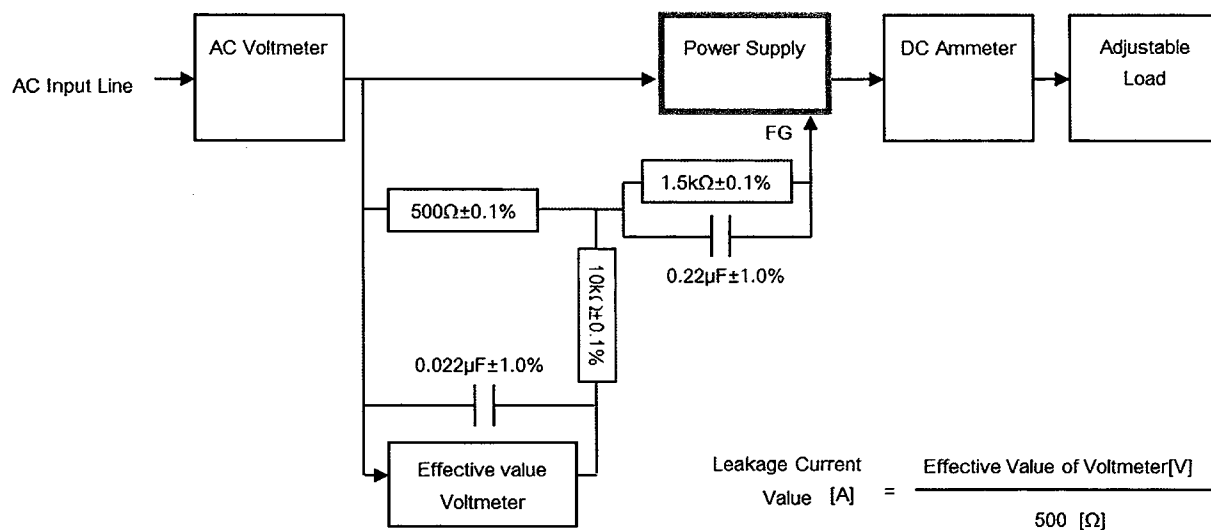 AC Input Line
AC Voltmeter
Power Supply
DC Ammeter
Adjustable
Load
FG
500Ω±0.1%
1.5kΩ±0.1%
0.22µF±1.0%
10kΩ±0.1%
0.022µF±1.0%
Effective value
Voltmeter
Leakage Current
Value [A]
=
Effective Value of Voltmeter[V]
500 [Ω]